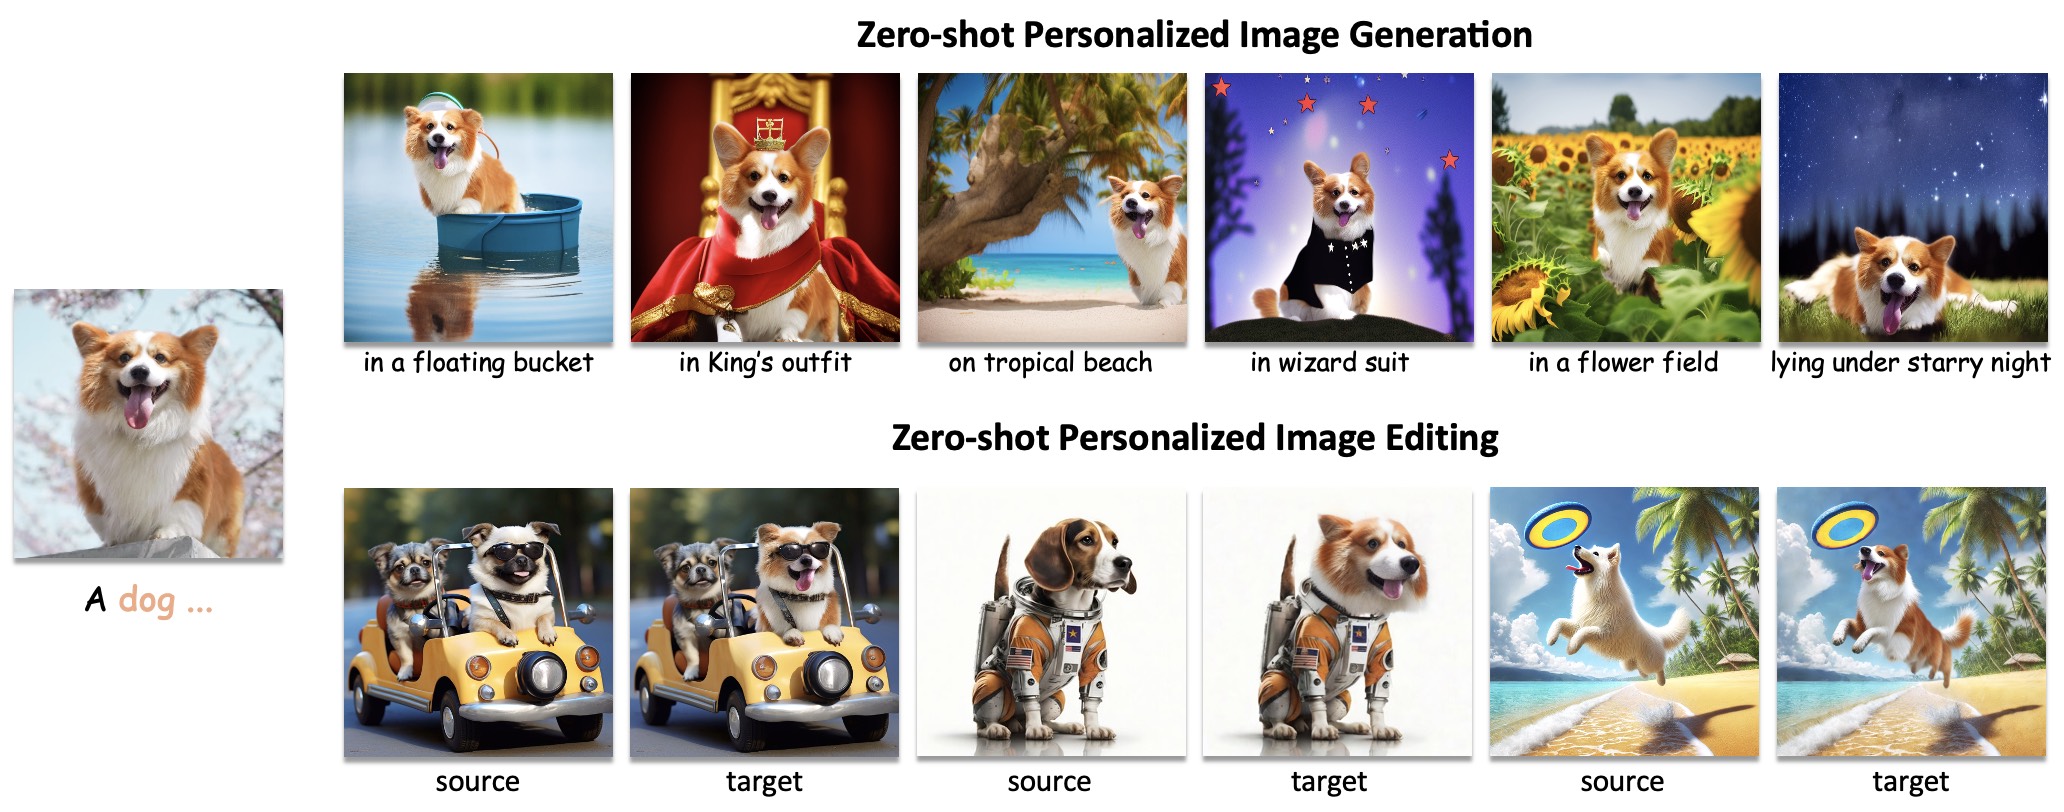 Zero-shot Personalized Image Generation
in a floating bucket
in King's outfit
on tropical beach
in wizard suit
in a flower field
lying under starry night
A dog ...
Zero-shot Personalized Image Editing
source
target
source
target
source
target